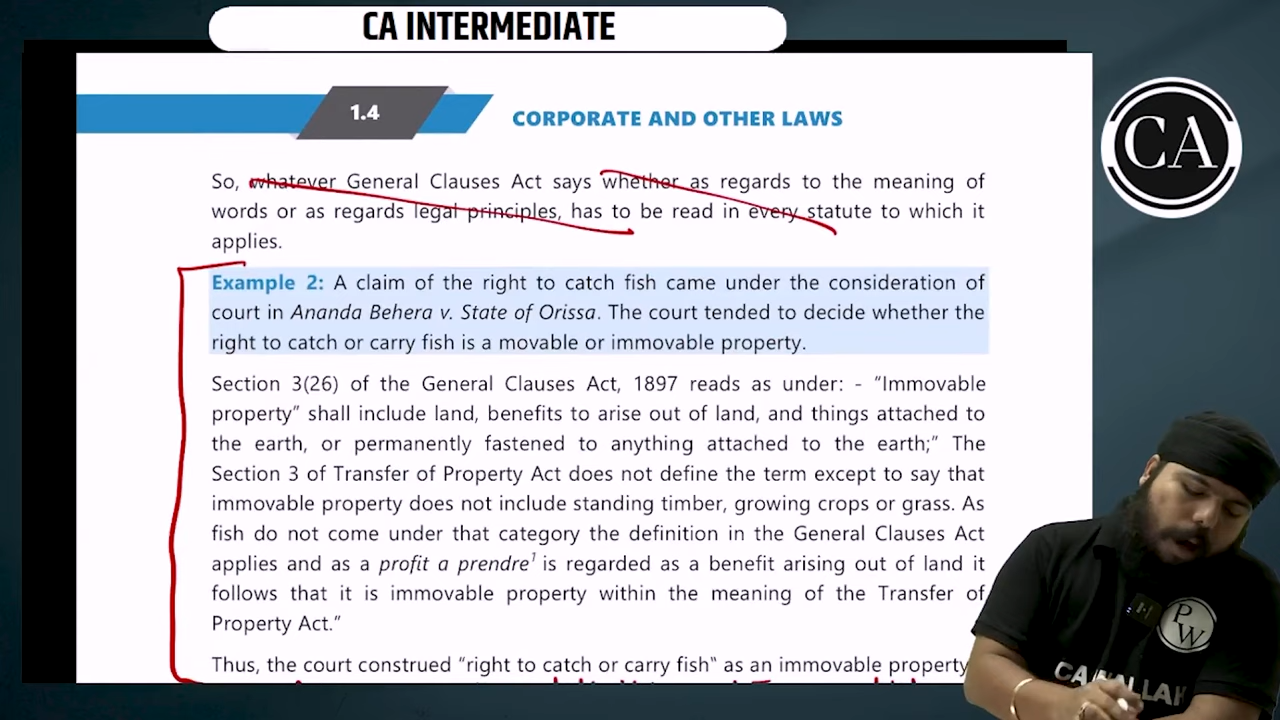 CA INTERMEDIATE
1.4
CORPORATE AND OTHER LAWS
CA
So, whatever General Clauses Act says whether as regards to the meaning of
words or as regards legal principles, has to be read in every statute to which it
applies.
Example 2: A claim of the right to catch fish came under the consideration of
court in Ananda Behera v. State of Orissa. The court tended to decide whether the
right to catch or carry fish is a movable or immovable property.
Section 3(26) of the General Clauses Act, 1897 reads as under: - “Immovable
property” shall include land, benefits to arise out of land, and things attached to
the earth, or permanently fastened to anything attached to the earth;” The
Section 3 of Transfer of Property Act does not define the term except to say that
immovable property does not include standing timber, growing crops or grass. As
fish do not come under that category the definition in the General Clauses Act
applies and as a profit a prendre¹ is regarded as a benefit arising out of land it
follows that it is immovable property within the meaning of the Transfer of
Property Act.”
Thus, the court construed “right to catch or carry fish‟ as an immovable property
PW
CA WALLAH